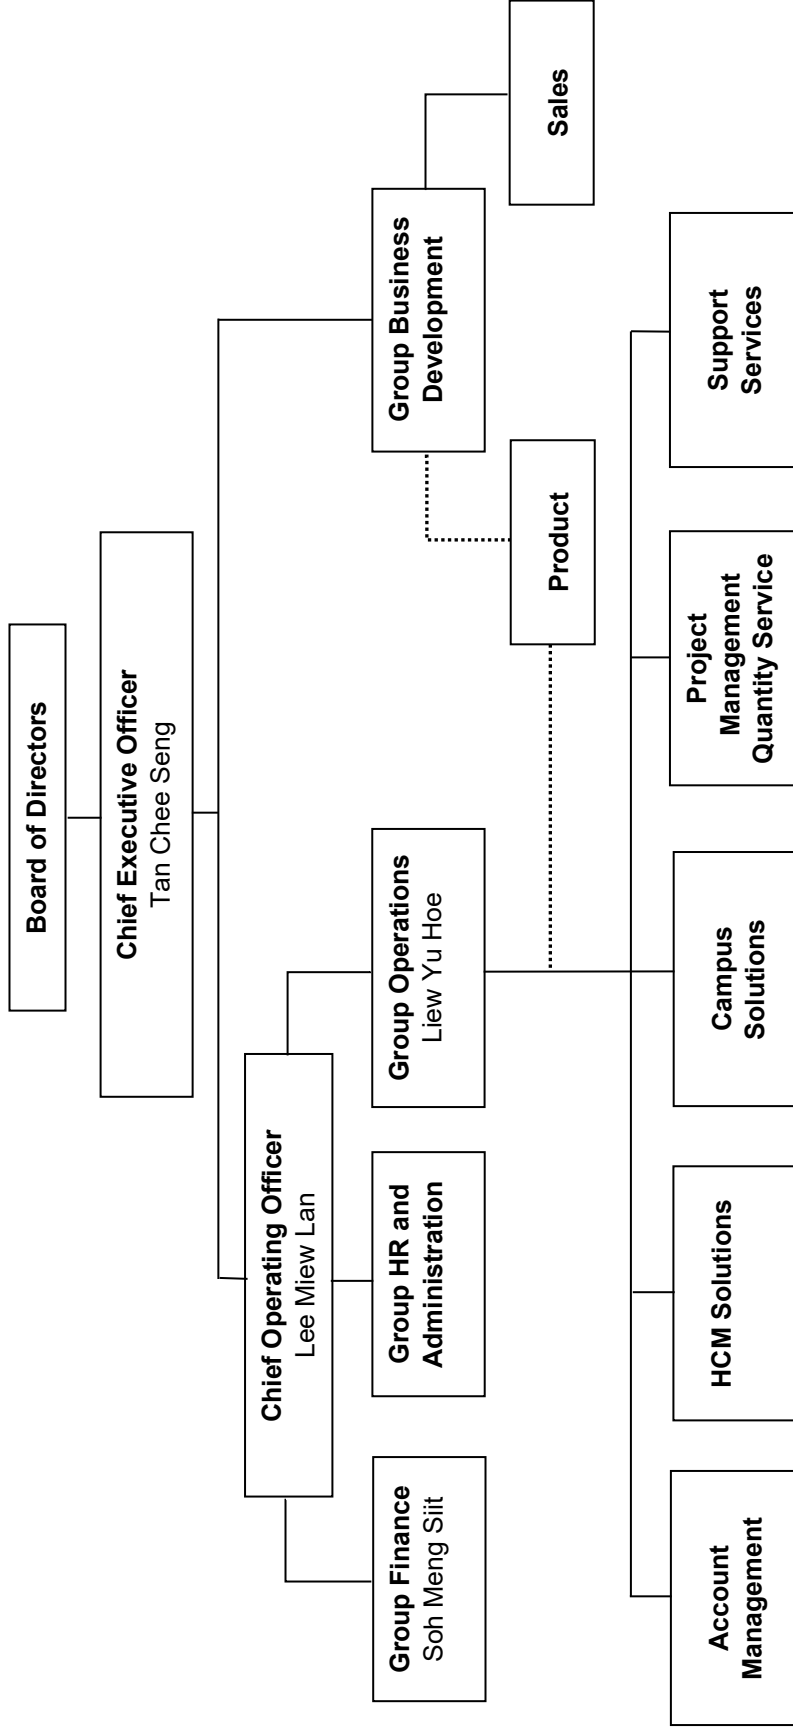 Board of Directors
Chief Executive Officer
Tan Chee Seng
Chief Operating Officer
Lee Miew Lan
Group Finance
Soh Meng Siit
Group HR and
Administration
Group Operations
Liew Yu Hoe
Group Business
Development
Product
Sales
Account
Management
HCM Solutions
Campus
Solutions
Project
Management
Quantity Service
Support
Services